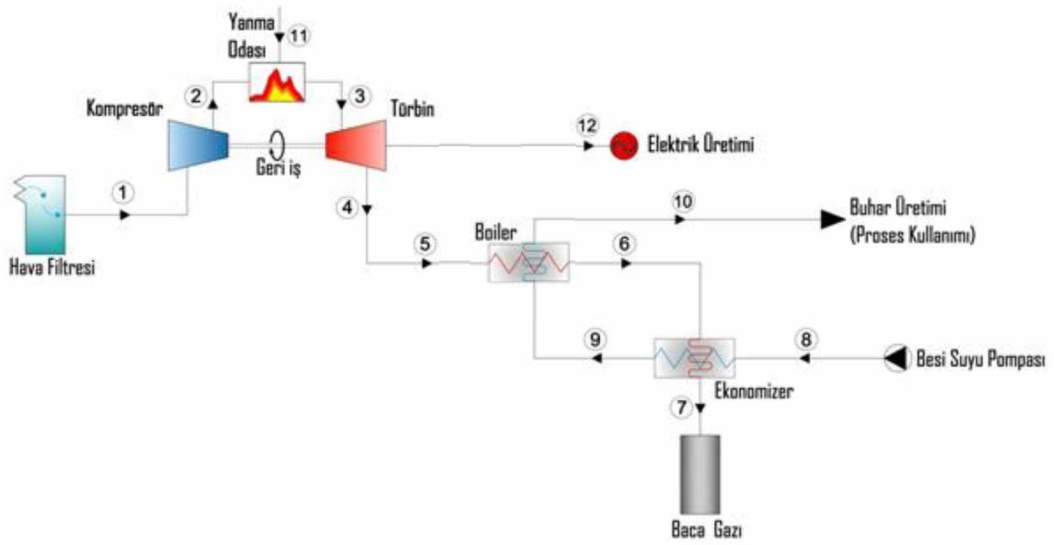 Yanma
Odası
11
2
3
Kompresör
Türbin
12
Elektrik Üretimi
Geri iş
1
4
10
Buhar Üretimi
(Proses Kullanımı)
Boiler
5
6
Hava Filtresi
9
8
Besi Suyu Pompası
Ekonomizer
7
Baca Gazı